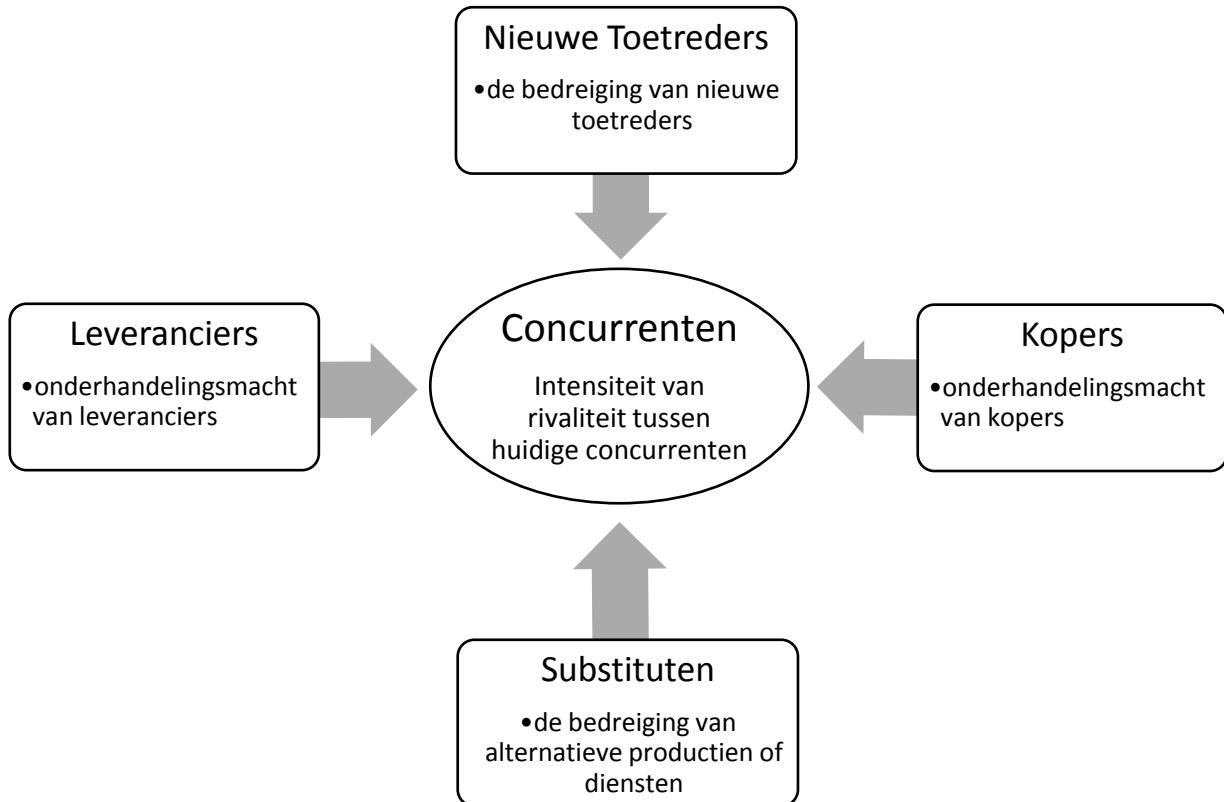 Nieuwe Toetreders
•de bedreiging van nieuwe
toetreders
Leveranciers
•onderhandelingsmacht
van leveranciers
Concurrenten
Intensiteit van
rivaliteit tussen
huidige concurrenten
Kopers
•onderhandelingsmacht
van kopers
Substituten
•de bedreiging van
alternatieve productien of
diensten